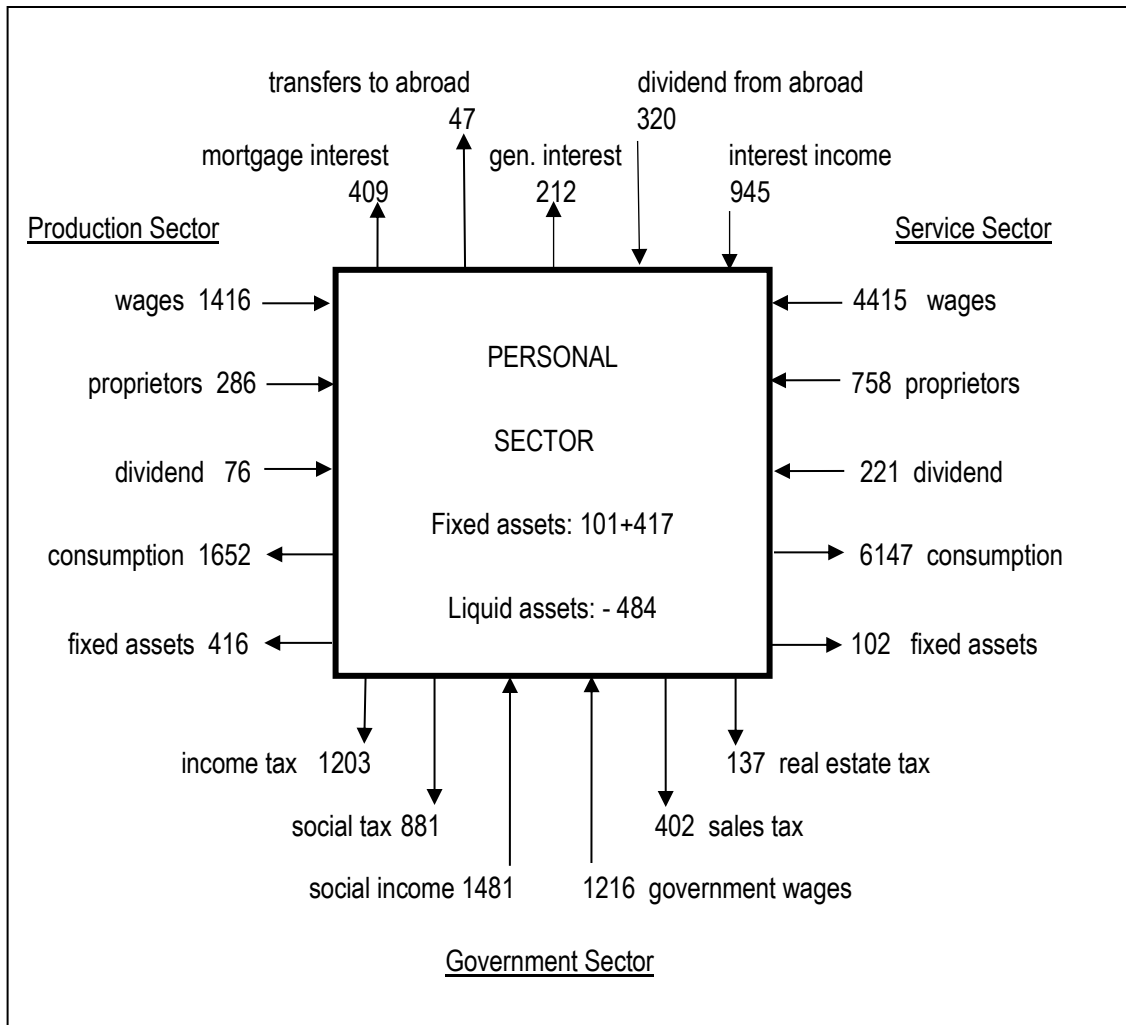 transfers to abroad
47
dividend from abroad
320
mortgage interest
409
gen. interest
212
interest income
945
Production Sector
Service Sector
wages 1416
4415 wages
PERSONAL
proprietors 286
758 proprietors
SECTOR
dividend 76
221 dividend
Fixed assets: 101+417
consumption 1652
6147 consumption
Liquid assets: - 484
fixed assets 416
102 fixed assets
income tax 1203
137 real estate tax
social tax 881
402 sales tax
social income 1481
1216 government wages
Government Sector